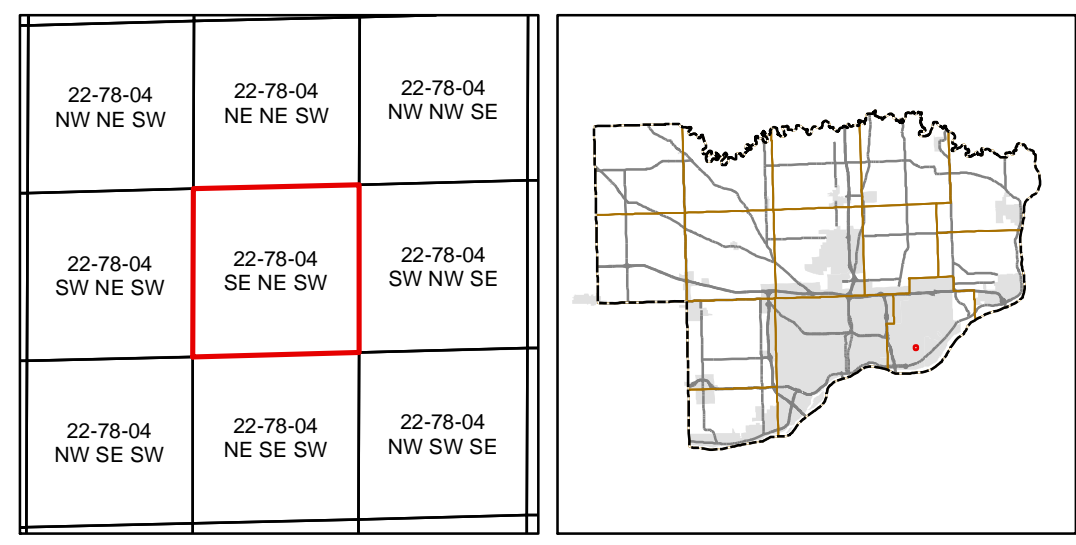 22-78-04
NW NE SW
22-78-04
NE NE SW
22-78-04
NW NW SE
22-78-04
SW NE SW
22-78-04
SE NE SW
22-78-04
SW NW SE
22-78-04
NW SE SW
22-78-04
NE SE SW
22-78-04
NW SW SE